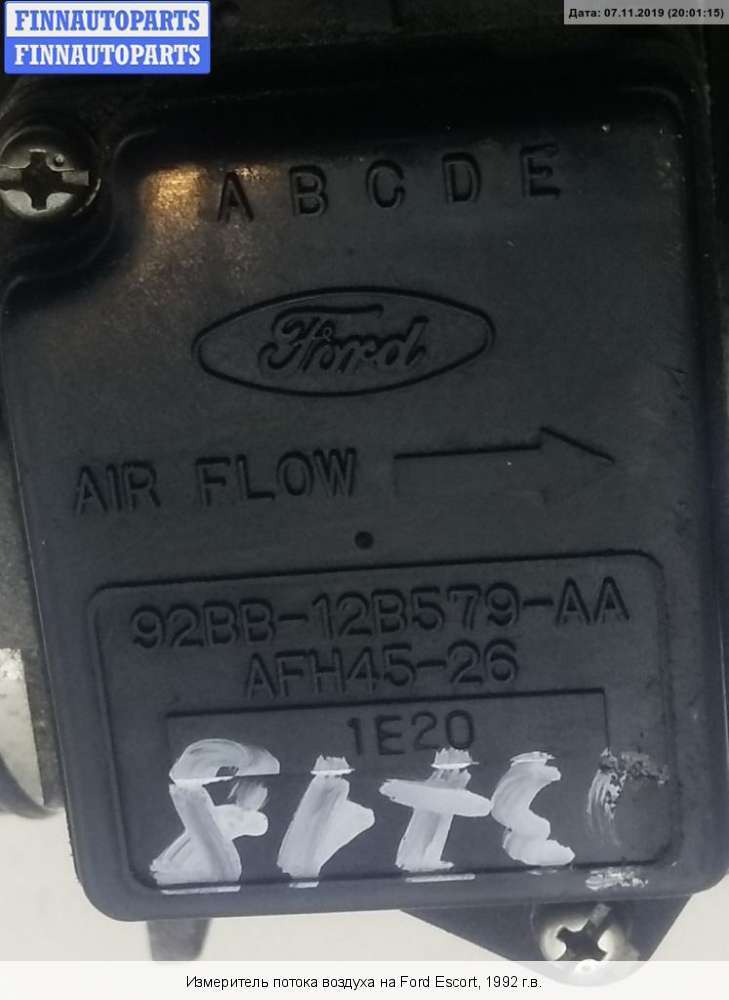 FINNAUTOPARTS
FINNAUTOPARTS
Дата: 07.11.2019 (20:01:15)
A B C D E
Ford
AIR FLOW
92BB-12B579-AA
AFH45-26
1E20
Измеритель потока воздуха на Ford Escort, 1992 г.в.